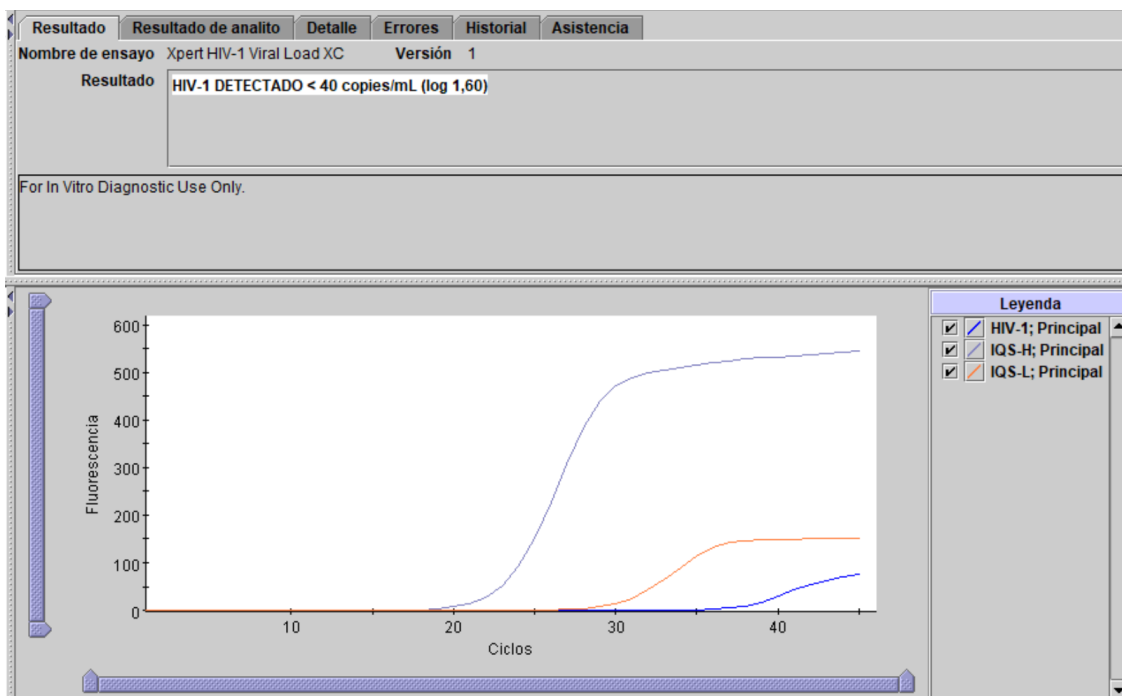 Resultado Resultado de analito Detalle Errores Historial Asistencia
Nombre de ensayo Xpert HIV-1 Viral Load XC Versión 1
Resultado HIV-1 DETECTADO < 40 copies/mL (log 1,60)
For In Vitro Diagnostic Use Only.
Leyenda
HIV-1; Principal
IQS-H; Principal
IQS-L; Principal
Fluorescencia
600
500
400
300
200
100
0
10 20 30 40
Ciclos